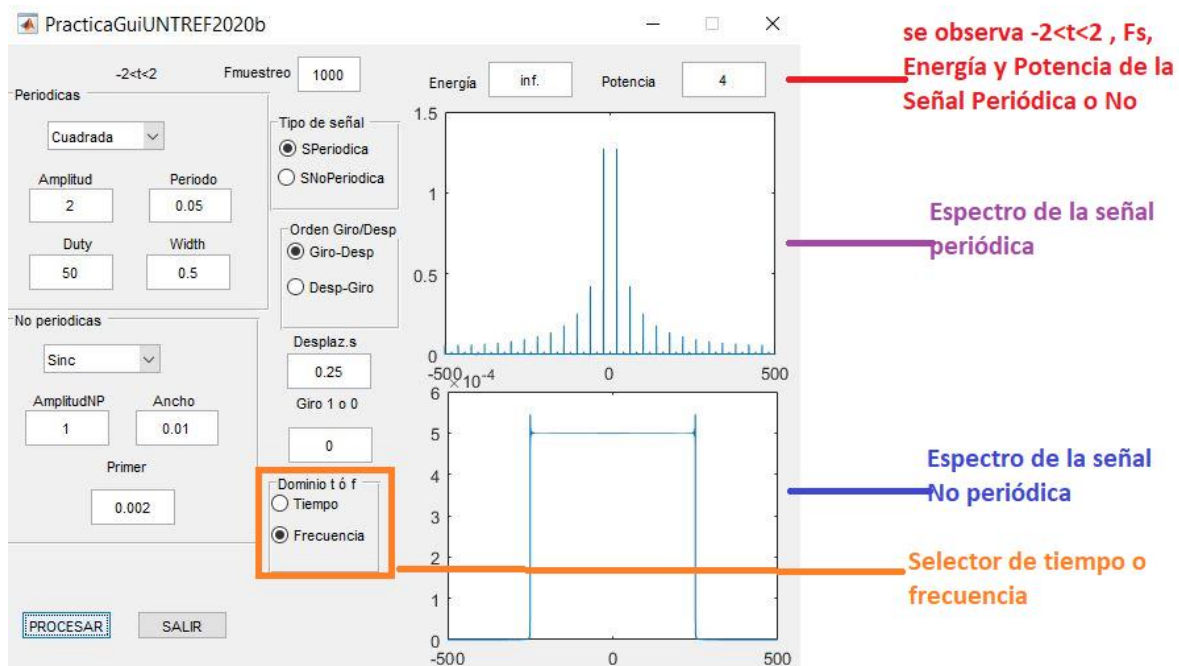 PracticaGuiUNTREF2020b
-2<t<2
Fmuestreo
1000
Periodicas
Cuadrada
Amplitud
Periodo
2
0.05
Duty
Width
50
0.5
No periodicas
Sinc
AmplitudNP
Ancho
1
0.01
Primer
0.002
PROCESAR
SALIR
Tipo de señal
SPeriodica
SNoPeriodica
Orden Giro/Desp
Giro-Desp
Desp-Giro
Desplaz.s
0.25
Giro 1 o 0
0
Dominio t ó f
Tiempo
Frecuencia
Energía
inf.
Potencia
4
1.5
1
0.5
0
-500
0
500
×10-4
6
5
4
3
2
1
0
-500
0
500
se observa -2<t<2 , Fs,
Energía y Potencia de la
Señal Periódica o No
Espectro de la señal
periódica
Espectro de la señal
No periódica
Selector de tiempo o
frecuencia